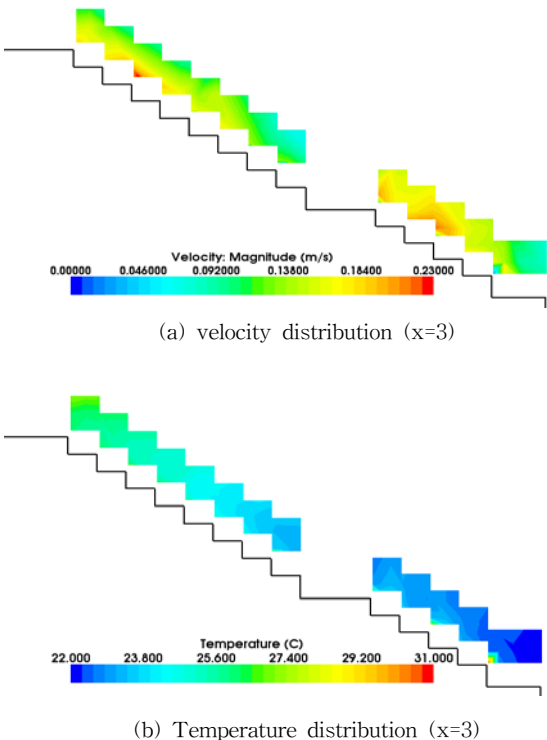 Velocity: Magnitude (m/s)
0.00000 0.046000 0.092000 0.13800 0.18400 0.23000
(a) velocity distribution (x=3)
Temperature (C)
22.000 23.800 25.600 27.400 29.200 31.000
(b) Temperature distribution (x=3)